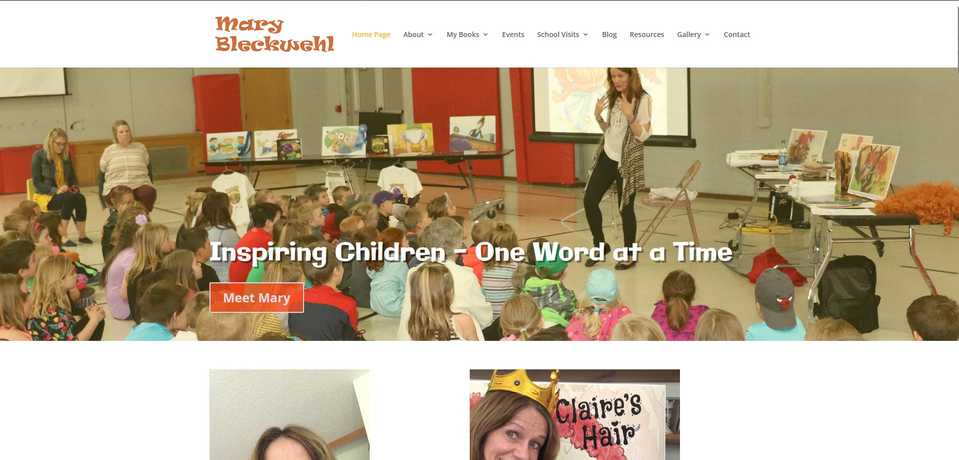 Mary
Bleckwehl
Home Page About My Books Events School Visits Blog Resources Gallery Contact
Inspiring Children – One Word at a Time
Meet Mary
Claire's
Hair